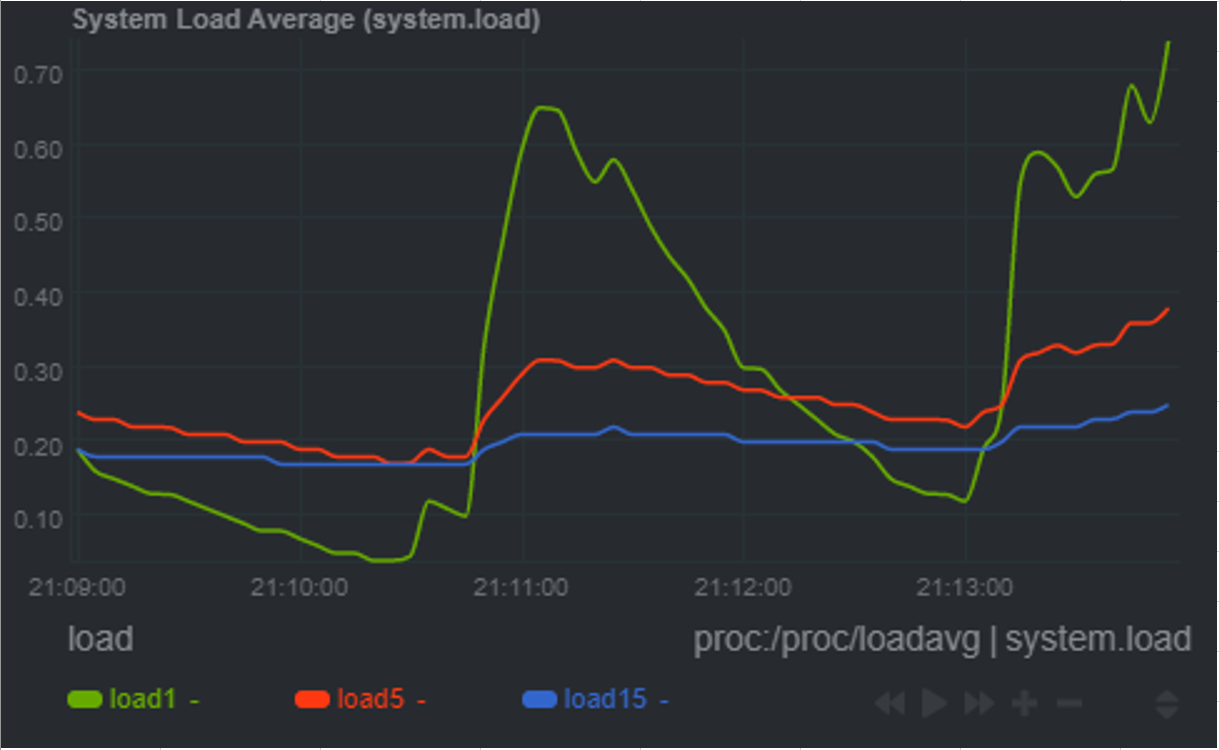 System Load Average (system.load)
0.70
0.60
0.50
0.40
0.30
0.20
0.10
21:09:00 21:10:00 21:11:00 21:12:00 21:13:00
load proc:/proc/loadavg | system.load
load1 - load5 - load15 -